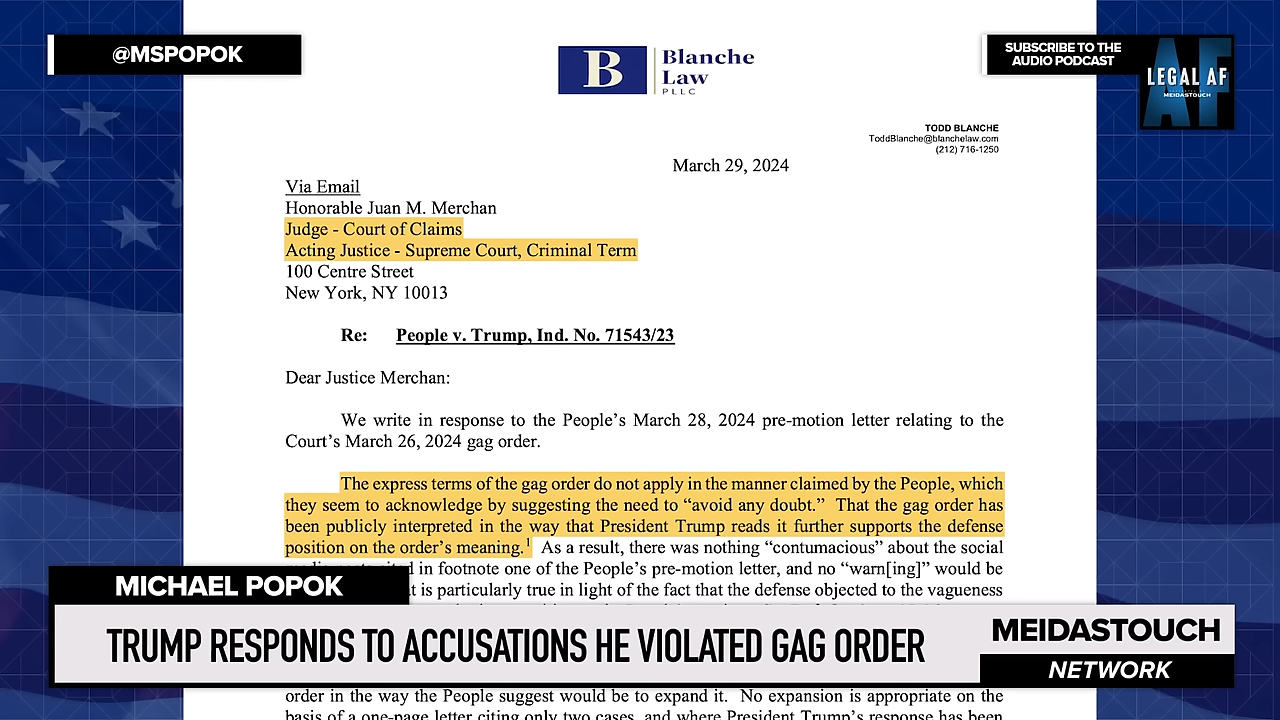 @MSPOPOK
B
Blanche
Law
PLLC
SUBSCRIBE TO THE
AUDIO PODCAST
AF
LEGAL AF
MEIDASTOUCH
TODD BLANCHE
ToddBlanche@blanchelaw.com
(212) 716-1250
March 29, 2024
Via Email
Honorable Juan M. Merchan
Judge - Court of Claims
Acting Justice - Supreme Court, Criminal Term
100 Centre Street
New York, NY 10013
Re: People v. Trump, Ind. No. 71543/23
Dear Justice Merchan:
We write in response to the People's March 28, 2024 pre-motion letter relating to the
Court's March 26, 2024 gag order.
The express terms of the gag order do not apply in the manner claimed by the People, which
they seem to acknowledge by suggesting the need to “avoid any doubt.” That the gag order has
been publicly interpreted in the way that President Trump reads it further supports the defense
position on the order's meaning.1 As a result, there was nothing “contumacious” about the social
in footnote one of the People's pre-motion letter, and no “warn[ing]” would be
is particularly true in light of the fact that the defense objected to the vagueness
MICHAEL POPOK
TRUMP RESPONDS TO ACCUSATIONS HE VIOLATED GAG ORDER
MEIDASTOUCH
NETWORK
order in the way the People suggest would be to expand it. No expansion is appropriate on the
basis of a one-page letter citing only two cases, and where President Trump's response has been